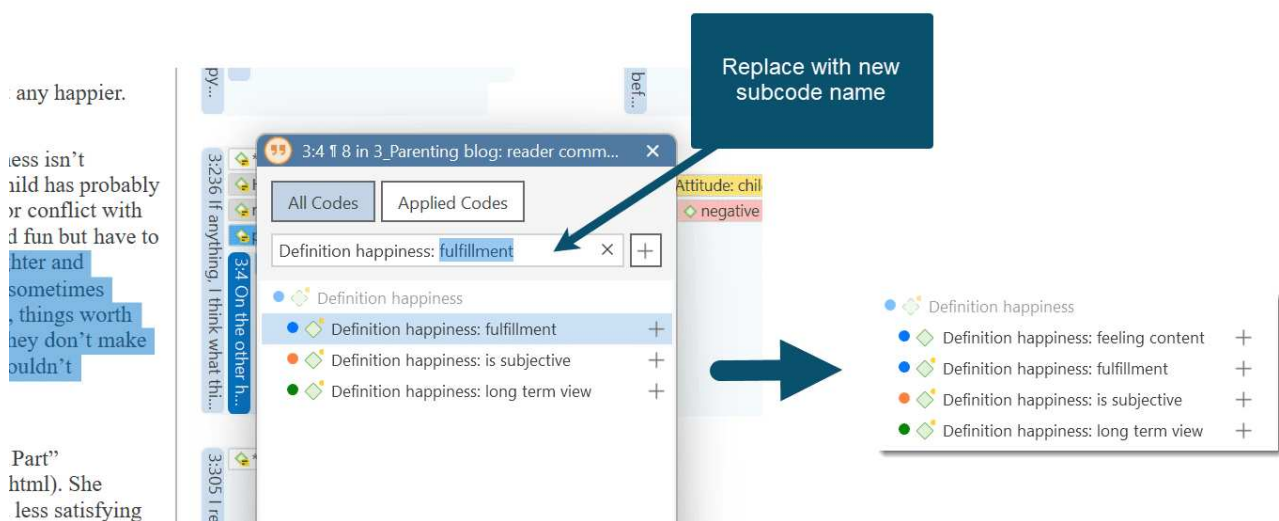 Replace with new
subcode name
any happier.
ness isn't
hild has probably
or conflict with
d fun but have to
ghter and
sometimes
, things worth
hey don't make
ouldn't
Part”
html). She
less satisfying
py...
bef...
3:236 If anything, I think what thi...
3:4 On the other h...
3:305 I re
3:4 ¶ 8 in 3_Parenting blog: reader comm...
All Codes Applied Codes
Definition happiness: fulfillment
Definition happiness
Definition happiness: fulfillment
Definition happiness: is subjective
Definition happiness: long term view
Attitude: chil
negative
Definition happiness
Definition happiness: feeling content
Definition happiness: fulfillment
Definition happiness: is subjective
Definition happiness: long term view